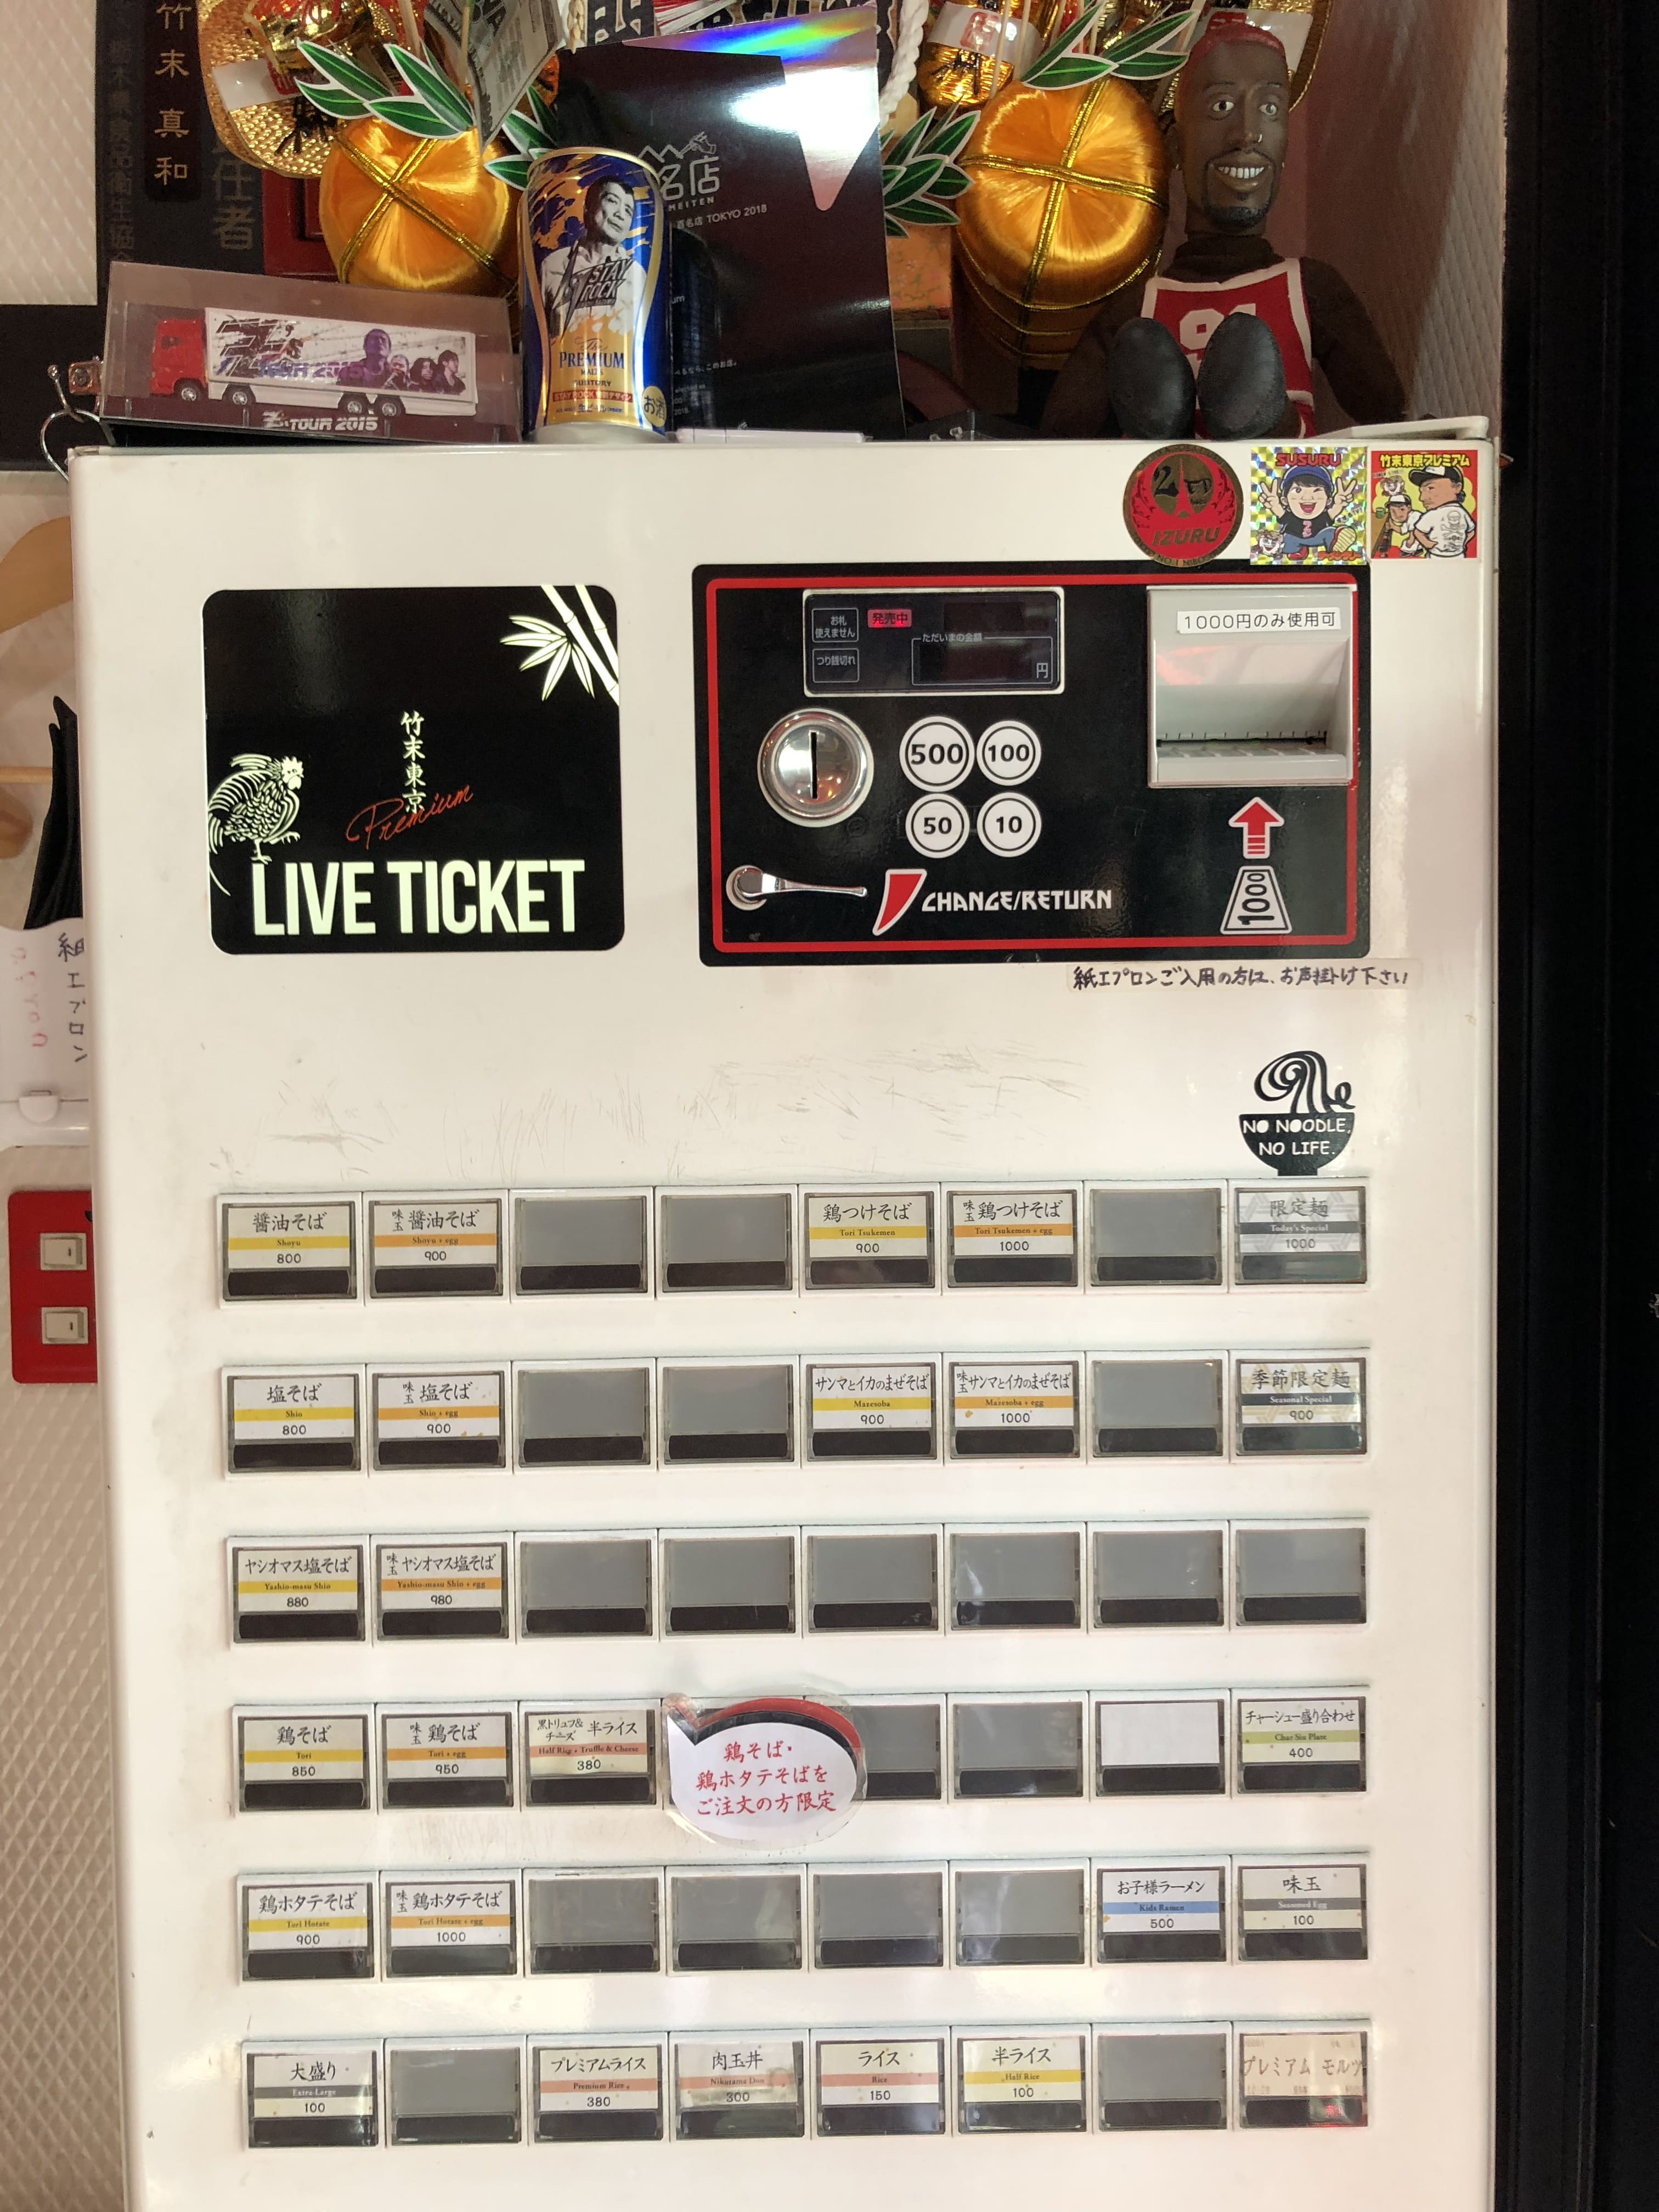 竹末真和
任者
名店
MEITEN
百名店 TOKYO 2018
TOUR 2015
STAY
ROCK
The
PREMIUM
MALT'S
SUNTORY
お酒
91
IZURU
SUSURU
竹末東京プレミアム
竹末東京
Premium
LIVE TICKET
お札
使えません
発売中
つり銭切れ
ただいまの金額
円
1000円のみ使用可
500
100
50
10
CHANGE/RETURN
1000
紙エプロンご入用の方は、お声掛け下さい
紙エプロン
NO NOODLE,
NO LIFE.
醤油そば
Shoyu
800
味玉 醤油そば
Shoyu + egg
900
鶏つけそば
Tori Tsukemen
900
味玉 鶏つけそば
Tori Tsukemen + egg
1000
限定麺
Today's Special
1000
塩そば
Shio
800
味玉 塩そば
Shio + egg
900
サンマとイカのまぜそば
Mazesoba
900
味玉 サンマとイカのまぜそば
Mazesoba + egg
1000
季節限定麺
Seasonal Special
900
ヤシオマス塩そば
Yashio-masu Shio
880
味玉 ヤシオマス塩そば
Yashio-masu Shio + egg
980
鶏そば
Tori
850
味玉 鶏そば
Tori + egg
950
黒トリュフ&チーズ 半ライス
Half Rice + Truffle & Cheese
380
鶏そば・
鶏ホタテそばを
ご注文の方限定
チャーシュー盛り合わせ
Char-Siu Plate
400
鶏ホタテそば
Tori Hotate
900
味玉 鶏ホタテそば
Tori Hotate + egg
1000
お子様ラーメン
Kids Ramen
500
味玉
Seasoned Egg
100
大盛り
Extra-Large
100
プレミアムライス
Premium Rice
380
肉玉丼
Nikutama Don
300
ライス
Rice
150
半ライス
Half Rice
100
プレミアム モルツ